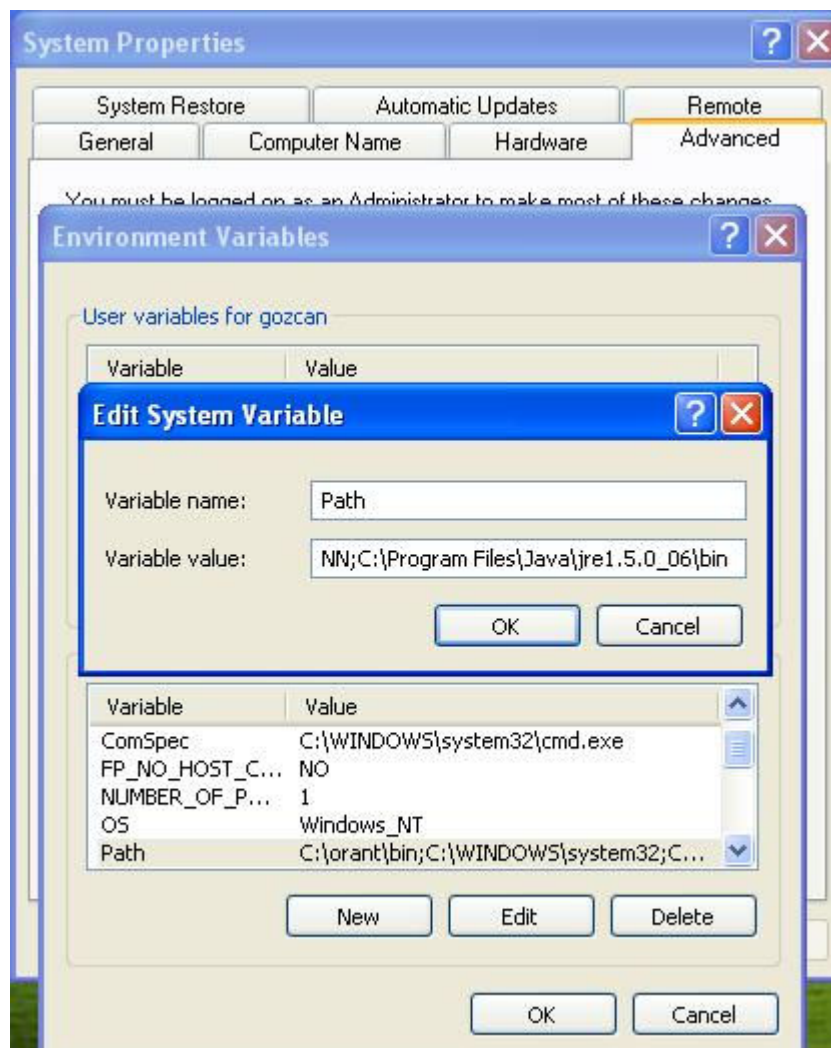 System Properties
System Restore Automatic Updates Remote
General Computer Name Hardware Advanced
You must be logged on as an Administrator to make most of these changes
Environment Variables
User variables for gozcan
Variable Value
Edit System Variable
Variable name: Path
Variable value: NN;C:\Program Files\Java\jre1.5.0_06\bin
OK Cancel
Variable Value
ComSpec C:\WINDOWS\system32\cmd.exe
FP_NO_HOST_C... NO
NUMBER_OF_P... 1
OS Windows_NT
Path C:\orant\bin;C:\WINDOWS\system32;C...
New Edit Delete
OK Cancel